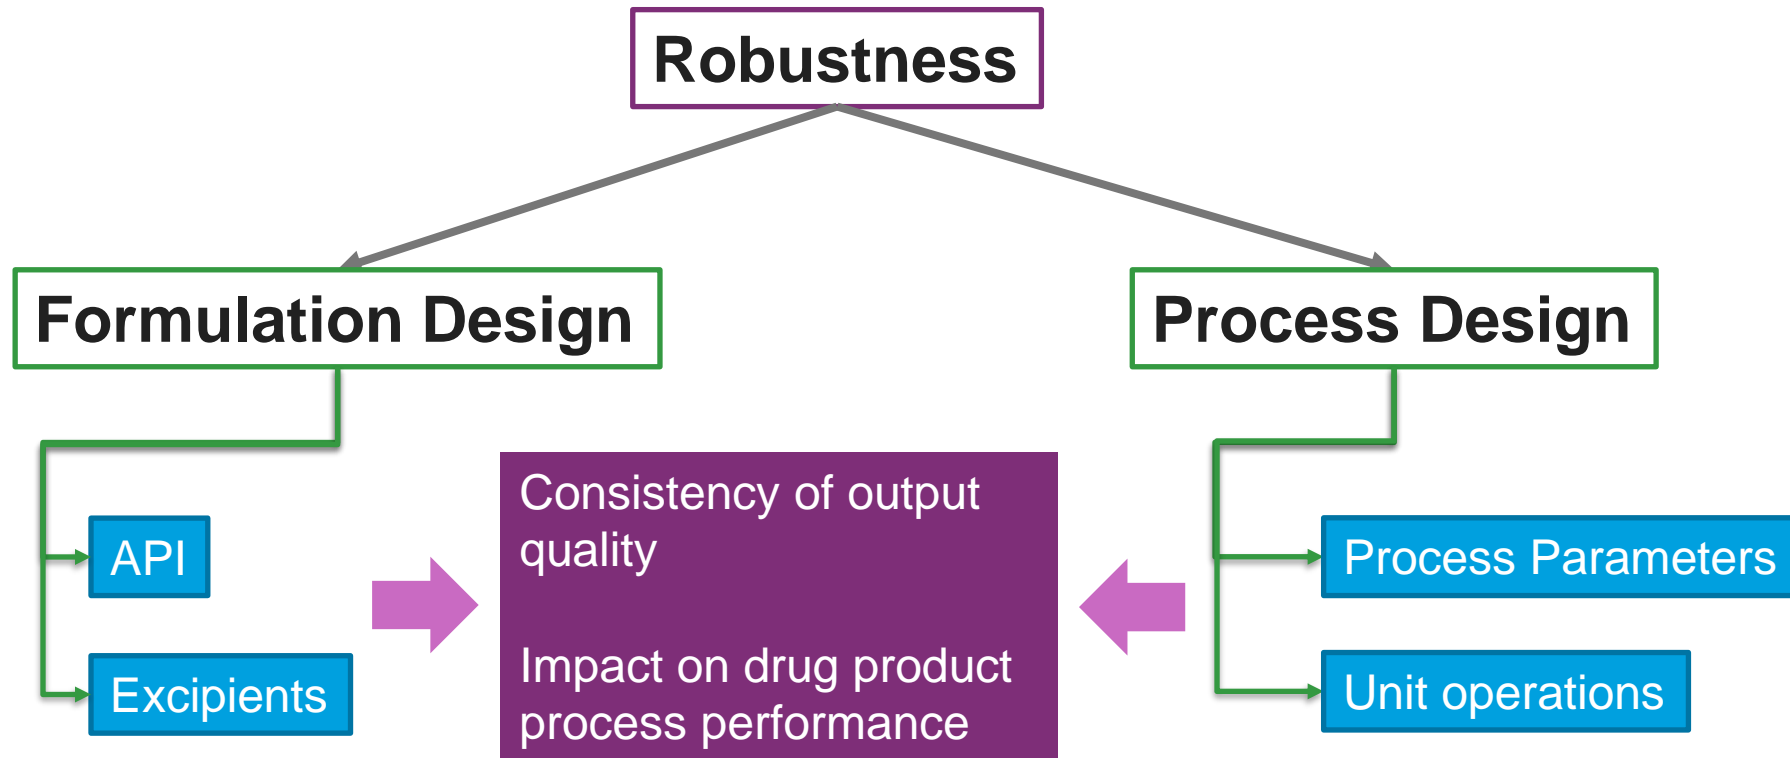 Robustness
Formulation Design
Process Design
API
Excipients
Consistency of output
quality
Impact on drug product
process performance
Process Parameters
Unit operations